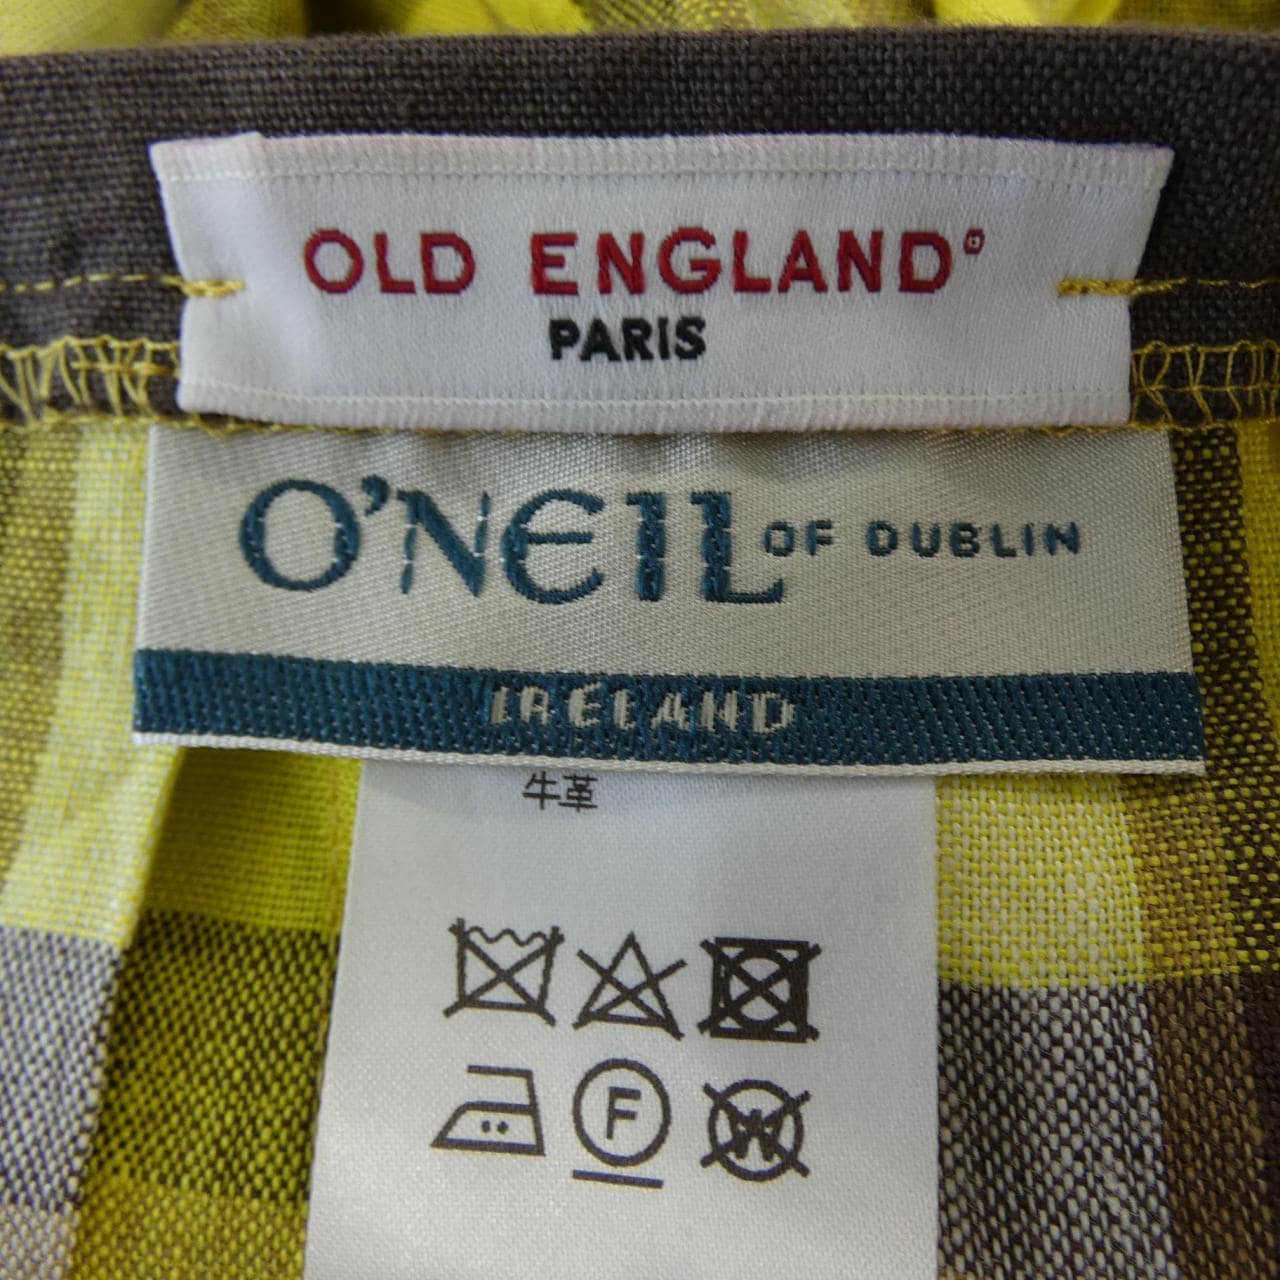 OLD ENGLAND
PARIS
O'NEIL OF DUBLIN
IRELAND
牛革
F
W